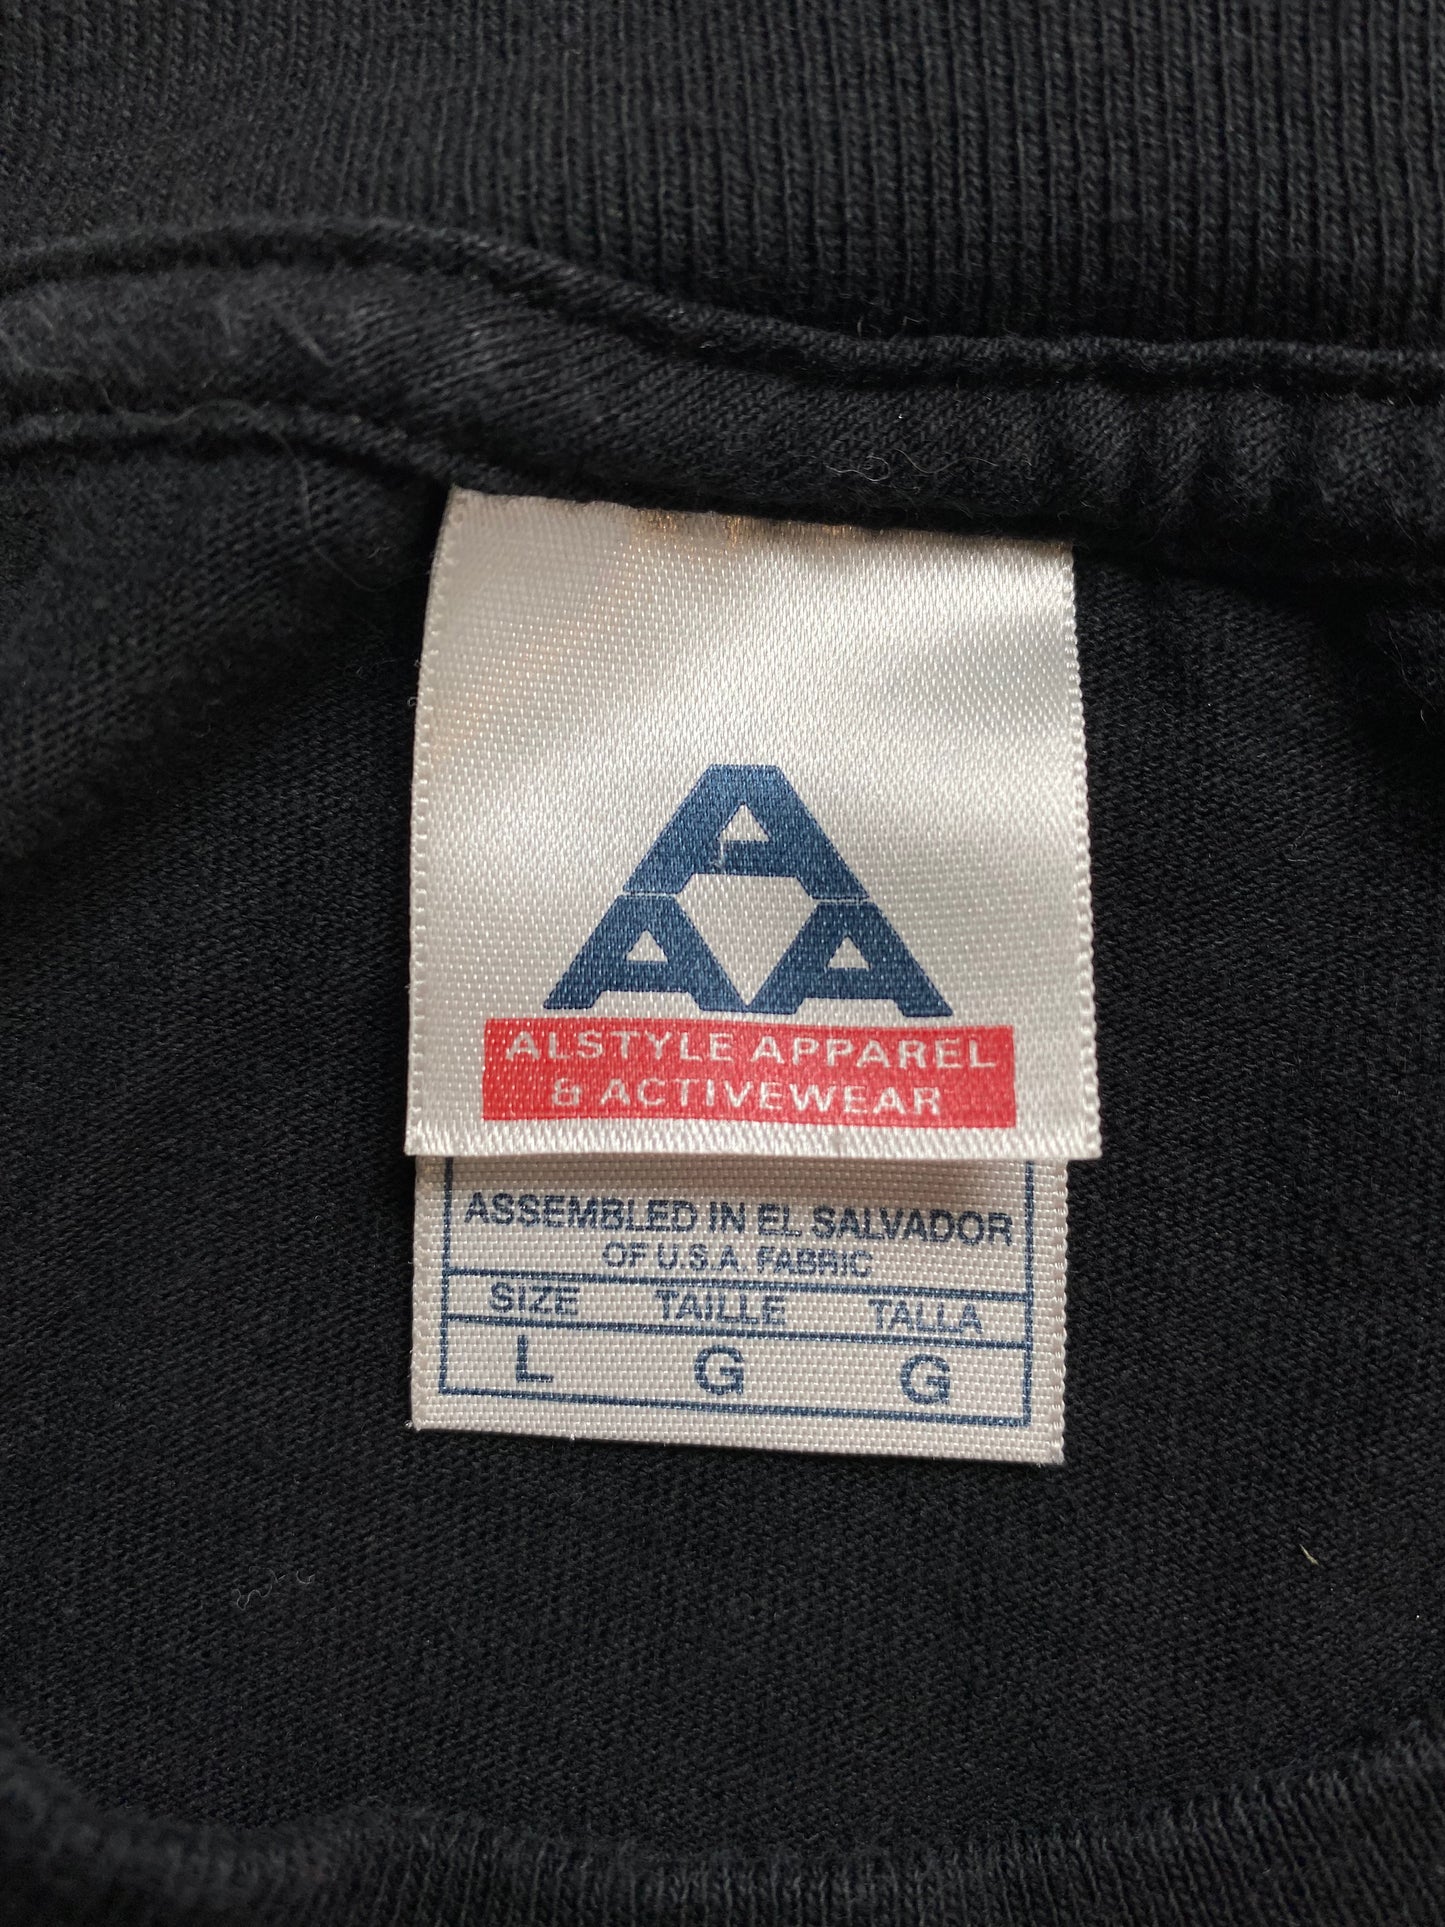 A
A A
ALSTYLE APPAREL
& ACTIVEWEAR
ASSEMBLED IN EL SALVADOR
OF U.S.A. FABRIC
SIZE TAILLE TALLA
L G G